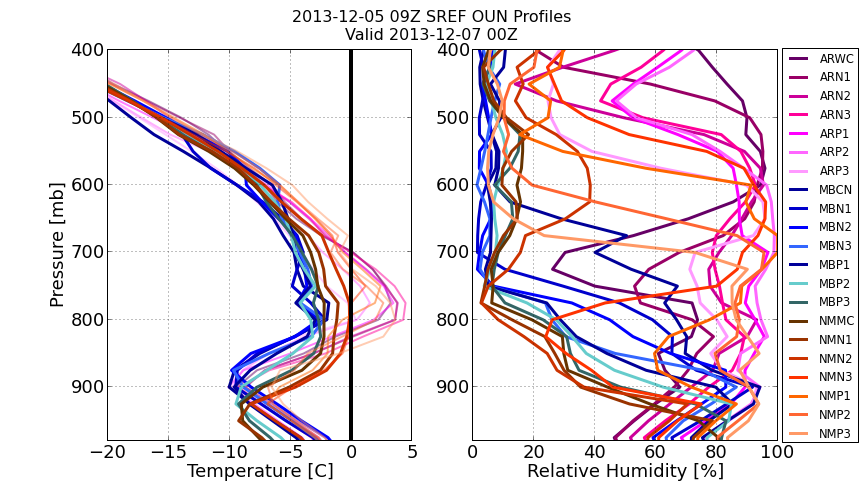 2013-12-05 09Z SREF OUN Profiles
Valid 2013-12-07 00Z
Pressure [mb]
400
500
600
700
800
900
−20 −15 −10 −5 0 5
Temperature [C]
400
500
600
700
800
900
0 20 40 60 80 100
Relative Humidity [%]
ARWC
ARN1
ARN2
ARN3
ARP1
ARP2
ARP3
MBCN
MBN1
MBN2
MBN3
MBP1
MBP2
MBP3
NMMC
NMN1
NMN2
NMN3
NMP1
NMP2
NMP3